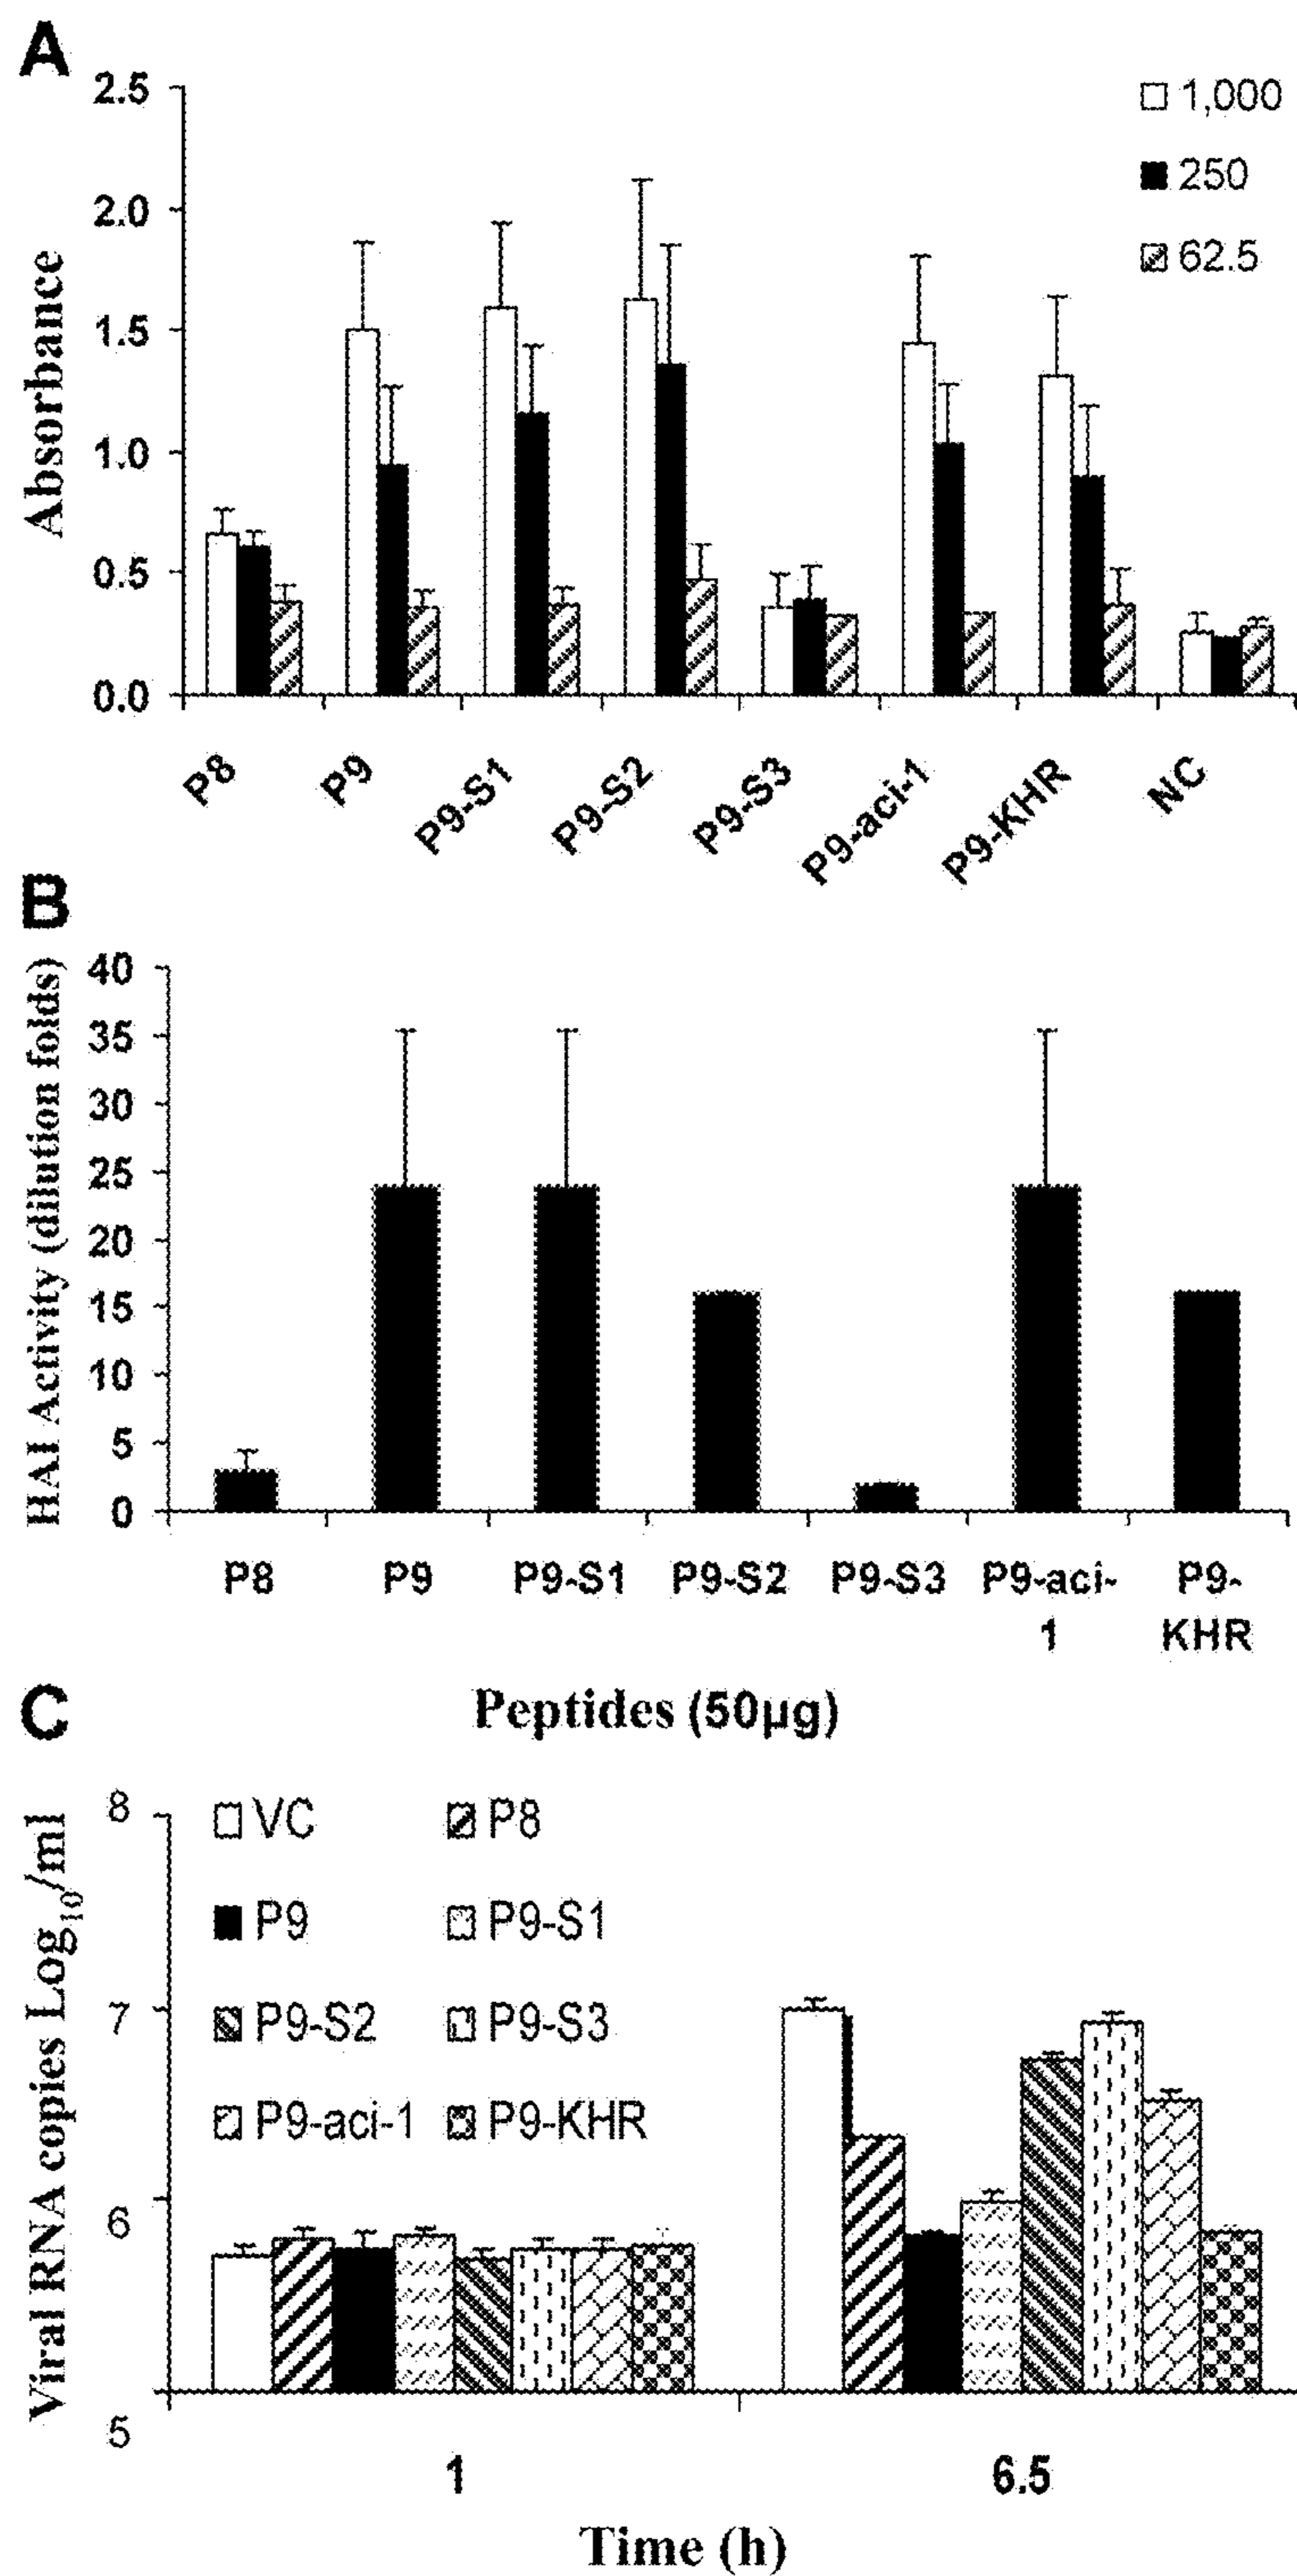 A
2.5
2.0
1.5
1.0
0.5
0.0
Absorbance
1,000
250
62.5
P8
P9
P9-S1
P9-S2
P9-S3
P9-aci-1
P9-KHR
NC
B
40
35
30
25
20
15
10
5
0
HAI Activity (dilution folds)
P8
P9
P9-S1
P9-S2
P9-S3
P9-aci-
1
P9-
KHR
Peptides (50µg)
C
8
7
6
5
Viral RNA copies Log10/ml
VC
P8
P9
P9-S1
P9-S2
P9-S3
P9-aci-1
P9-KHR
1
6.5
Time (h)